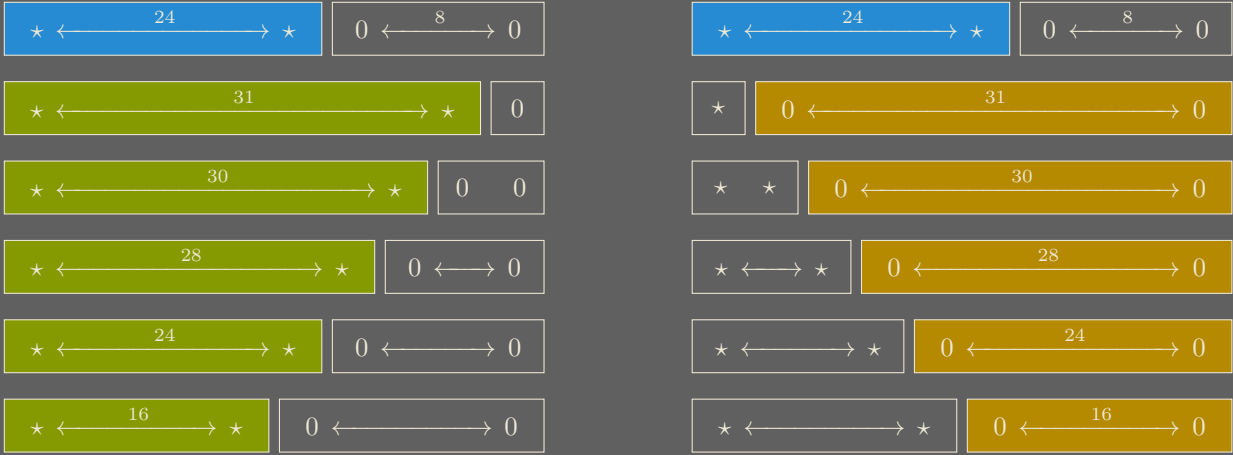 24 8 24 8
⋆ ⟷ ⋆ 0 ⟷ 0 ⋆ ⟷ ⋆ 0 ⟷ 0
31 31
⋆ ⟷ ⋆ 0 ⋆ 0 ⟷ 0
30 30
⋆ ⟷ ⋆ 0 0 ⋆ ⋆ 0 ⟷ 0
28 28
⋆ ⟷ ⋆ 0 ⟷ 0 ⋆ ⟷ ⋆ 0 ⟷ 0
24 24
⋆ ⟷ ⋆ 0 ⟷ 0 ⋆ ⟷ ⋆ 0 ⟷ 0
16 16
⋆ ⟷ ⋆ 0 ⟷ 0 ⋆ ⟷ ⋆ 0 ⟷ 0